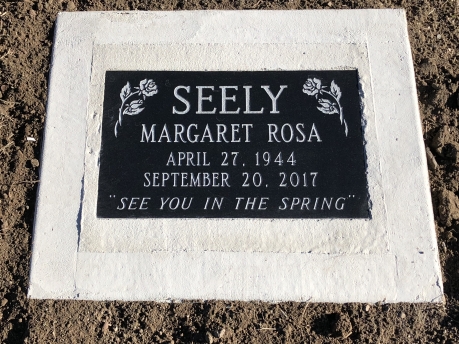 SEELY
MARGARET ROSA
APRIL 27, 1944
SEPTEMBER 20, 2017
"SEE YOU IN THE SPRING"